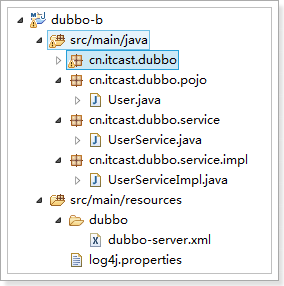 dubbo-b
src/main/java
cn.itcast.dubbo
cn.itcast.dubbo.pojo
User.java
cn.itcast.dubbo.service
UserService.java
cn.itcast.dubbo.service.impl
UserServiceImpl.java
src/main/resources
dubbo
dubbo-server.xml
log4j.properties